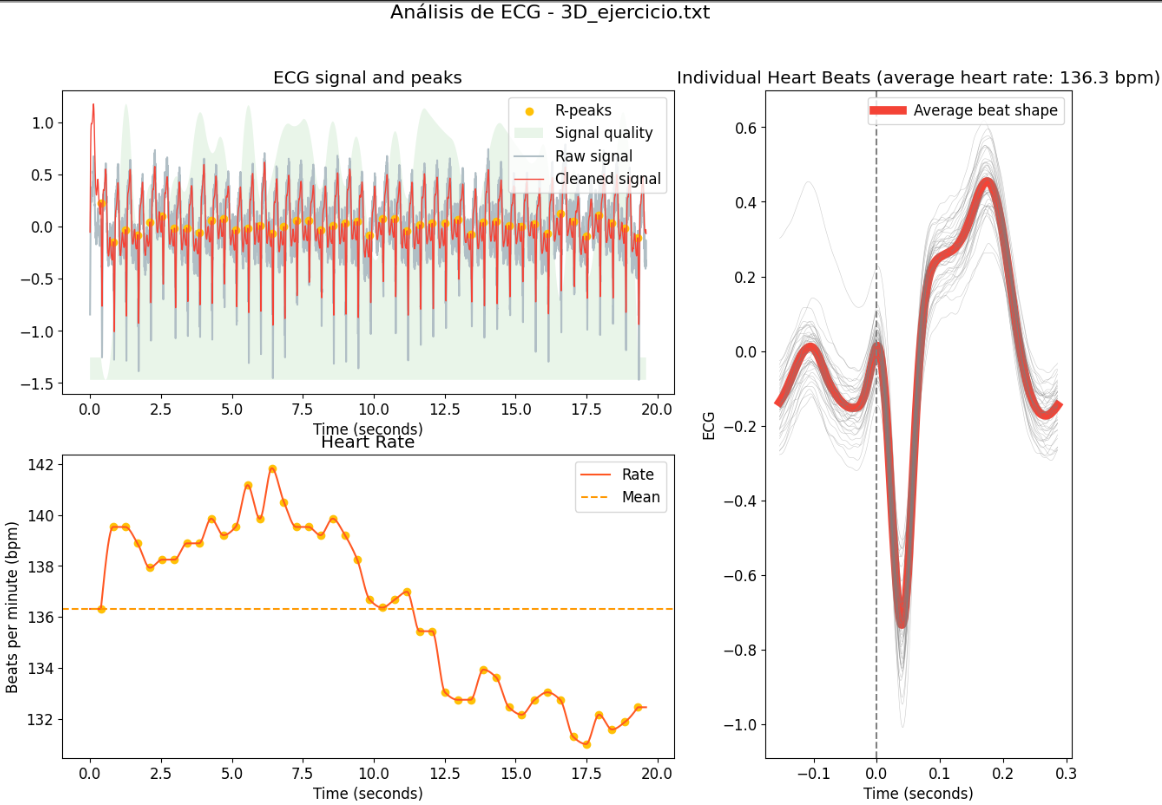 Análisis de ECG - 3D_ejercicio.txt
ECG signal and peaks
R-peaks
Signal quality
Raw signal
Cleaned signal
1.0
0.5
0.0
−0.5
−1.0
−1.5
0.0 2.5 5.0 7.5 10.0 12.5 15.0 17.5 20.0
Time (seconds)
Heart Rate
Rate
Mean
Beats per minute (bpm)
142
140
138
136
134
132
0.0 2.5 5.0 7.5 10.0 12.5 15.0 17.5 20.0
Time (seconds)
Individual Heart Beats (average heart rate: 136.3 bpm)
Average beat shape
ECG
0.6
0.4
0.2
0.0
−0.2
−0.4
−0.6
−0.8
−1.0
−0.1 0.0 0.1 0.2 0.3
Time (seconds)